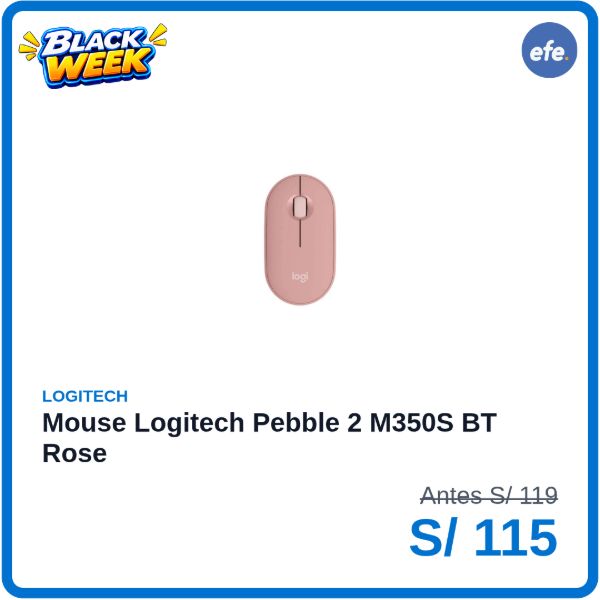 BLACK
WEEK
efe.
logi
LOGITECH
Mouse Logitech Pebble 2 M350S BT
Rose
Antes S/ 119
S/ 115